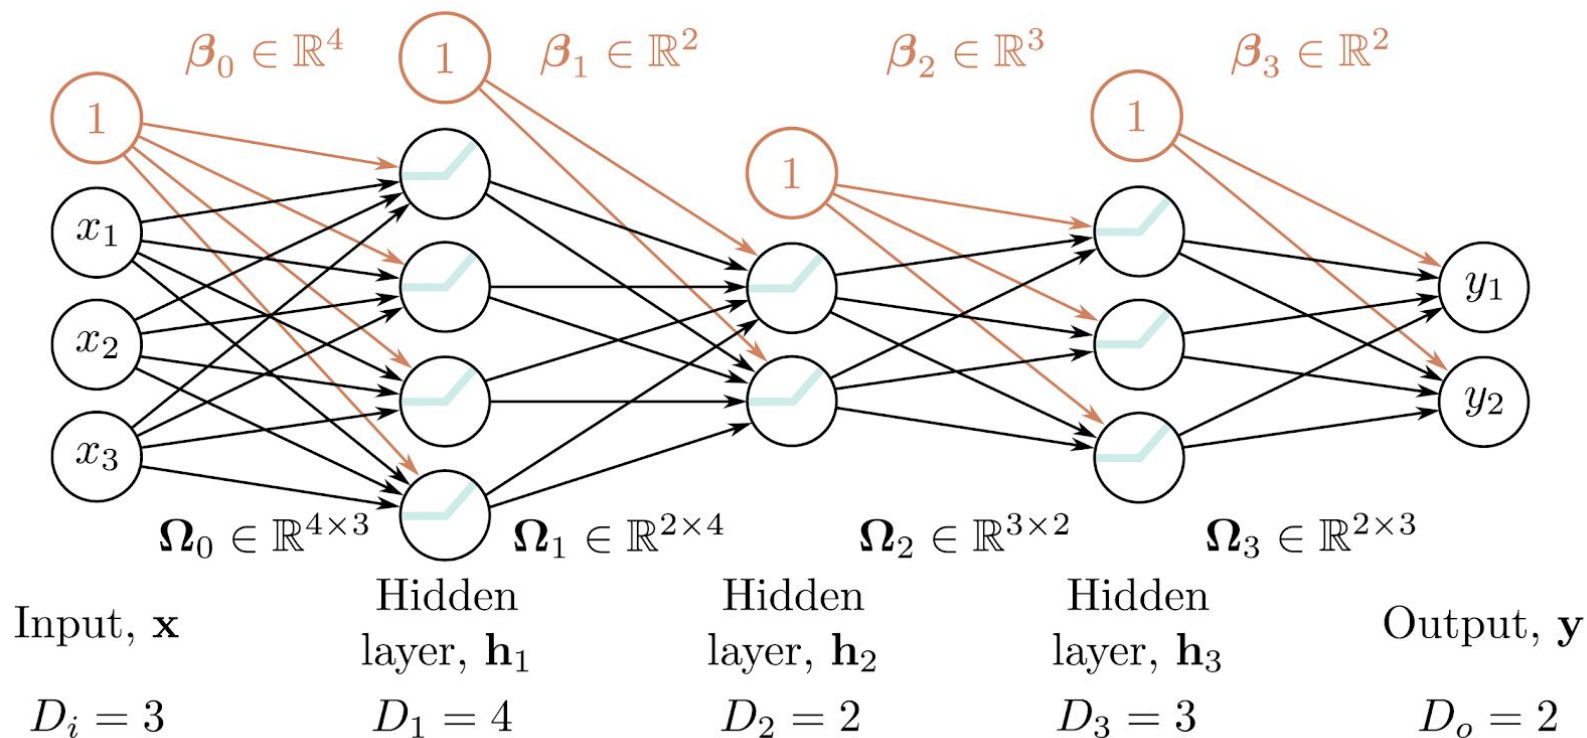 β₀ ∈ ℝ⁴
1
β₁ ∈ ℝ²
β₂ ∈ ℝ³
β₃ ∈ ℝ²
1
1
1
x₁
x₂
x₃
y₁
y₂
Ω₀ ∈ ℝ⁴ˣ³
Ω₁ ∈ ℝ²ˣ⁴
Ω₂ ∈ ℝ³ˣ²
Ω₃ ∈ ℝ²ˣ³
Input, x
Hidden
layer, h₁
Hidden
layer, h₂
Hidden
layer, h₃
Output, y
Dᵢ = 3
D₁ = 4
D₂ = 2
D₃ = 3
Dₒ = 2